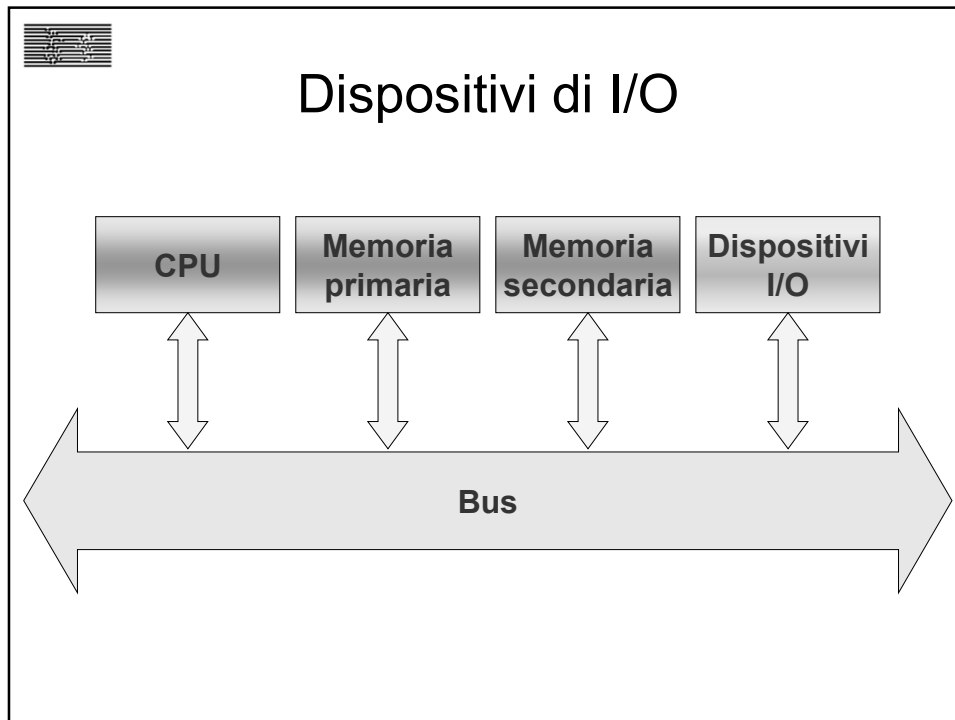 Dispositivi di I/O
CPU
Memoria
primaria
Memoria
secondaria
Dispositivi
I/O
Bus